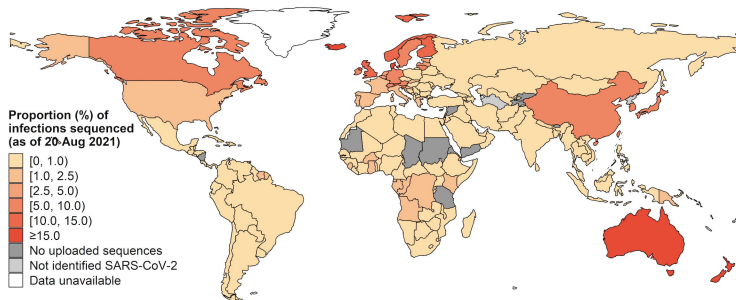 Proportion (%) of
infections sequenced
(as of 20 Aug 2021)
[0, 1.0)
[1.0, 2.5)
[2.5, 5.0)
[5.0, 10.0)
[10.0, 15.0)
≥15.0
No uploaded sequences
Not identified SARS-CoV-2
Data unavailable